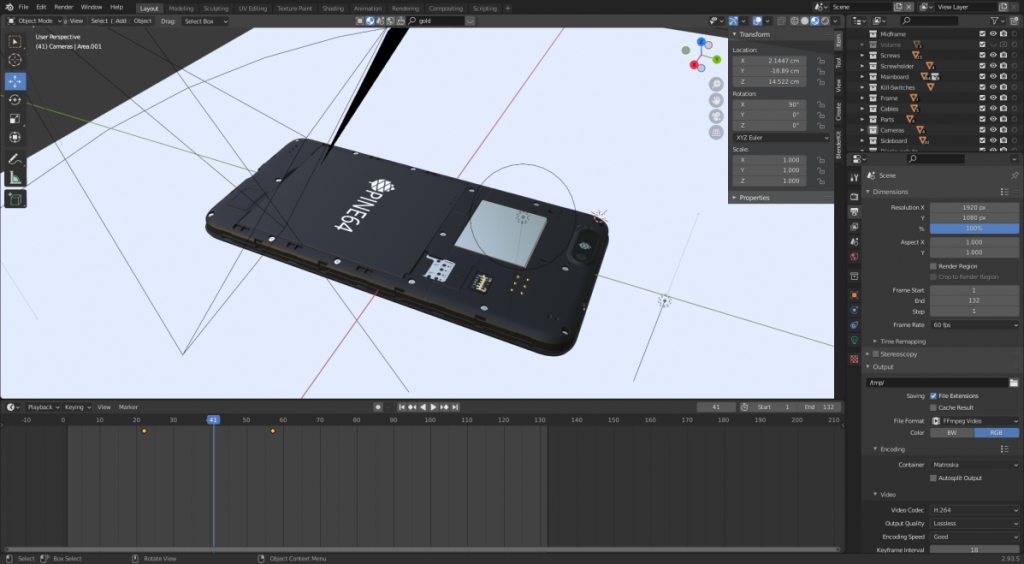 File Edit Render Window Help Layout Modeling Sculpting UV Editing Texture Paint Shading Animation Rendering Compositing Scripting + Scene View Layer
Object Mode View Select Add Object Drag: Select Box gold
User Perspective
(41) Cameras | Area.001
PINE64
X
Y
Transform
Location:
X 2.1447 cm
Y -18.89 cm
Z 14.522 cm
Rotation:
X 90°
Y 0°
Z 0°
XYZ Euler
Scale:
X 1.000
Y 1.000
Z 1.000
Properties
Item
Tool
View
Create
BlenderKit
Midframe
Volume
Screws
Screwholder
Mainboard
Kill-Switches
Frame
Cables
Parts
Cameras
Sideboard
Scene
Dimensions
Resolution X 1920 px
Y 1080 px
% 100%
Aspect X 1.000
Y 1.000
Render Region
Crop to Render Region
Frame Start 1
End 132
Step 1
Frame Rate 60 fps
Time Remapping
Stereoscopy
Output
/tmp/
Saving File Extensions
Cache Result
File Format FFmpeg Video
Color BW RGB
Encoding
Container Matroska
Autosplit Output
Video
Video Codec H.264
Output Quality Lossless
Encoding Speed Good
Keyframe Interval 18
Playback Keying View Marker 41 Start 1 End 132
-10 0 10 20 30 41 50 60 70 80 90 100 110 120 130 140 150 160 170 180 190 200 210
Select Box Select Rotate View Object Context Menu 2.93.5